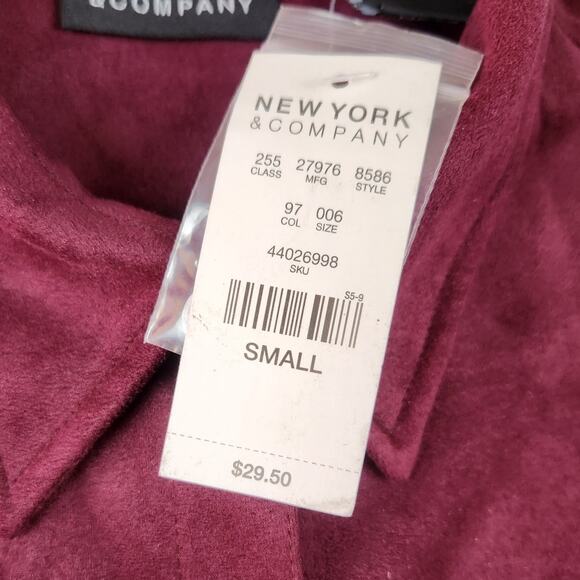 & COMPANY
NEW YORK
& COMPANY
255 27976 8586
CLASS MFG STYLE
97 006
COL SIZE
44026998
SKU
S5-9
SMALL
$29.50